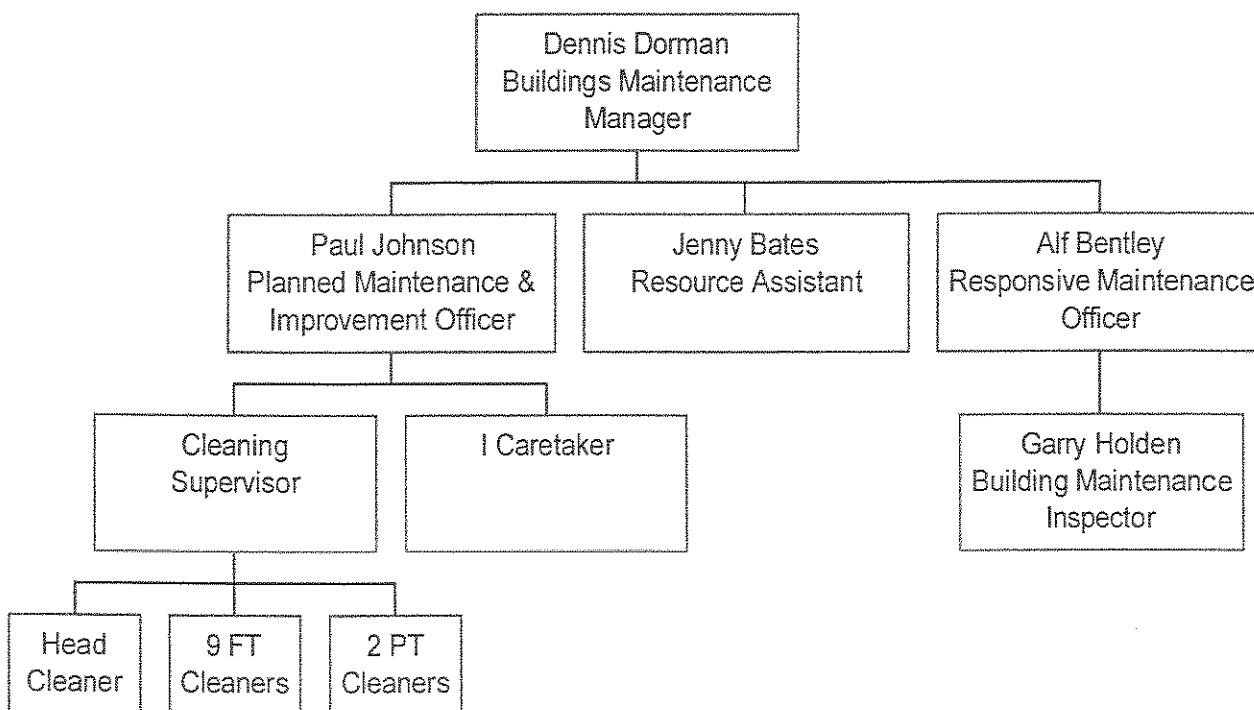 Dennis Dorman
Buildings Maintenance
Manager
Paul Johnson
Planned Maintenance &
Improvement Officer
Jenny Bates
Resource Assistant
Alf Bentley
Responsive Maintenance
Officer
Cleaning
Supervisor
I Caretaker
Garry Holden
Building Maintenance
Inspector
Head
Cleaner
9 FT
Cleaners
2 PT
Cleaners